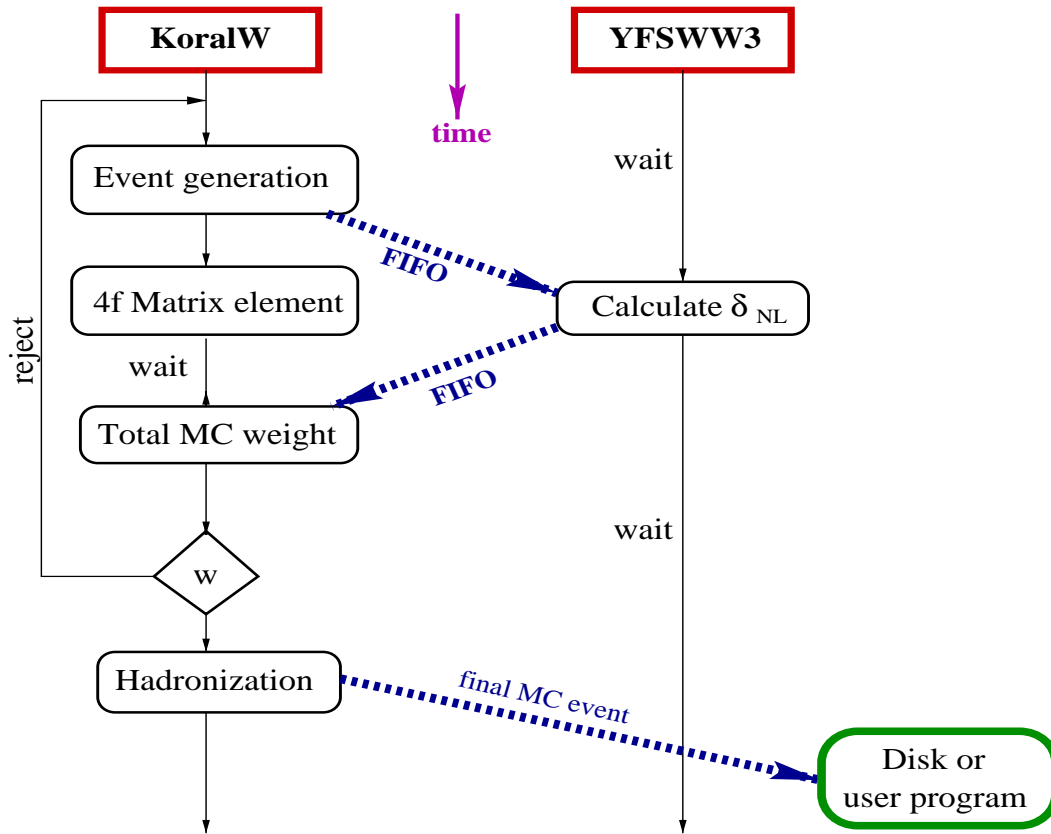 KoralW
YFSWW3
time
wait
Event generation
FIFO
4f Matrix element
Calculate δ NL
wait
reject
FIFO
Total MC weight
wait
w
Hadronization
final MC event
Disk or
user program